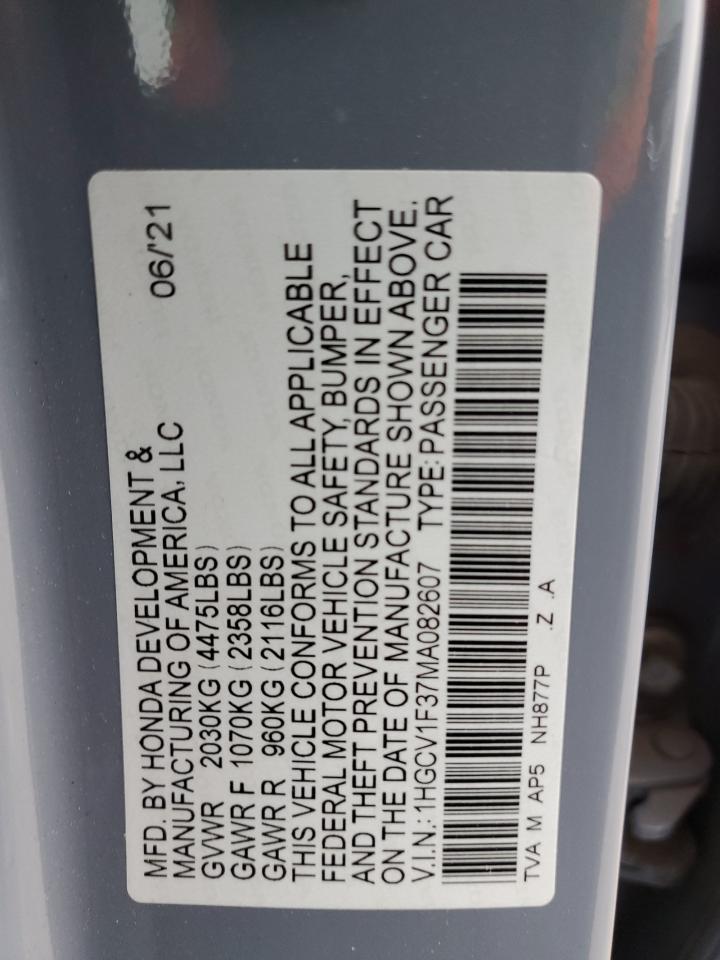 MFD. BY HONDA DEVELOPMENT &
MANUFACTURING OF AMERICA, LLC 06/'21
GVWR 2030KG (4475LBS)
GAWR F 1070KG (2358LBS)
GAWR R 960KG (2116LBS)
THIS VEHICLE CONFORMS TO ALL APPLICABLE
FEDERAL MOTOR VEHICLE SAFETY, BUMPER,
AND THEFT PREVENTION STANDARDS IN EFFECT
ON THE DATE OF MANUFACTURE SHOWN ABOVE.
V.I.N.: 1HGCV1F37MA082607 TYPE: PASSENGER CAR
TVA M AP5 NH877P .Z .A